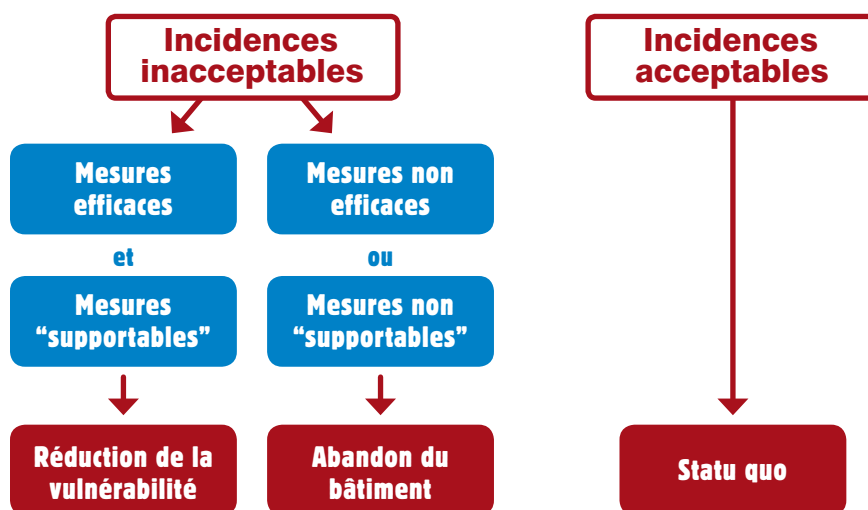 Incidences
inacceptables
Incidences
acceptables
Mesures
efficaces
Mesures non
efficaces
et
ou
Mesures
“supportables”
Mesures non
“supportables”
Réduction de la
vulnérabilité
Abandon du
bâtiment
Statu quo